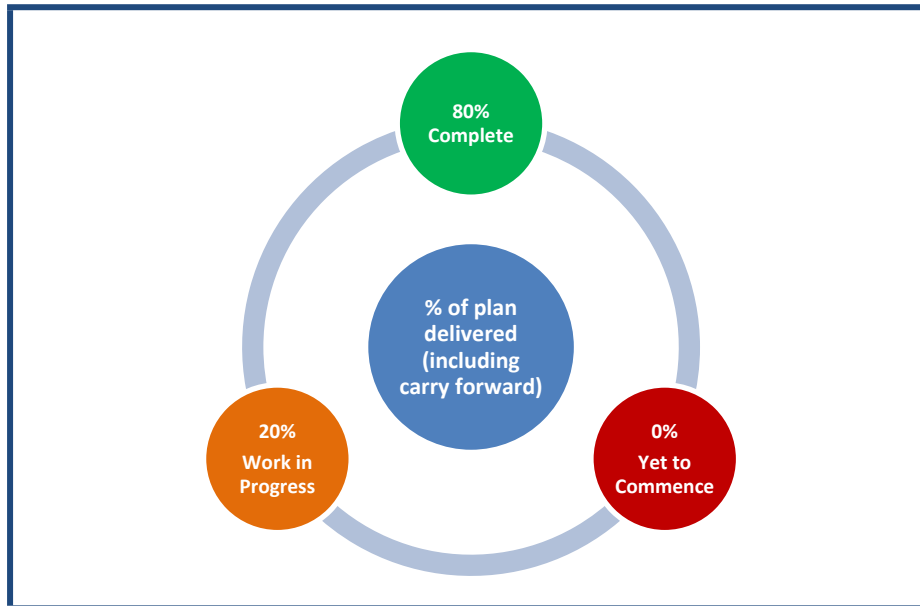 80%
Complete
% of plan
delivered
(including
carry forward)
20%
Work in
Progress
0%
Yet to
Commence